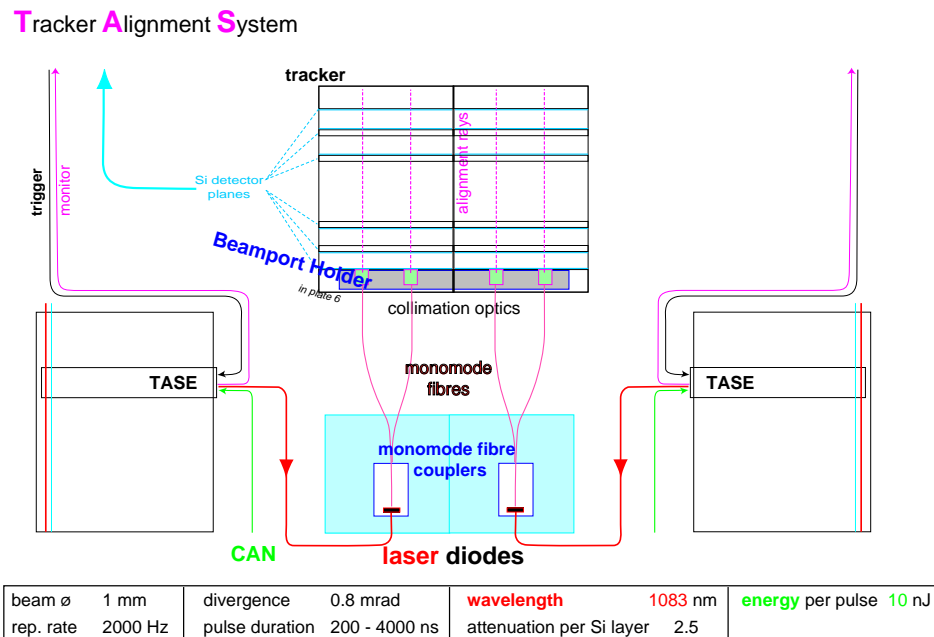 Tracker Alignment System
tracker
trigger
monitor
Si detector
planes
alignment rays
Beamport Holder
in plate 6
collimation optics
monomode
fibres
TASE
TASE
monomode fibre
couplers
CAN
laser diodes
beam ø 1 mm divergence 0.8 mrad wavelength 1083 nm energy per pulse 10 nJ
rep. rate 2000 Hz pulse duration 200 - 4000 ns attenuation per Si layer 2.5